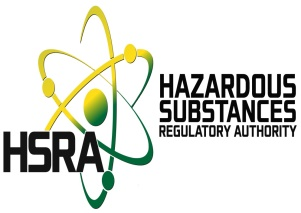 HSRA
HAZARDOUS
SUBSTANCES
REGULATORY AUTHORITY